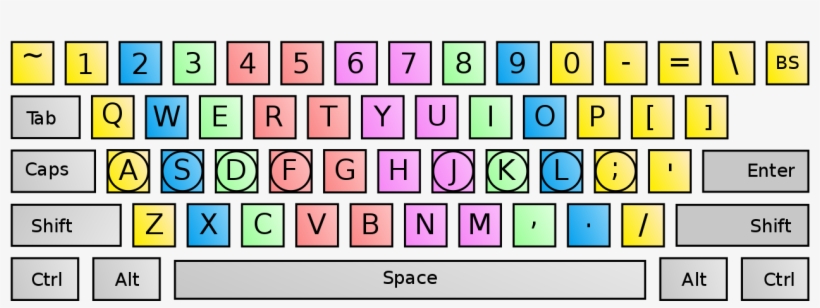 ~ 1 2 3 4 5 6 7 8 9 0 - = \ BS
Tab Q W E R T Y U I O P [ ]
Caps A S D F G H J K L ; ' Enter
Shift Z X C V B N M , . / Shift
Ctrl Alt Space Alt Ctrl